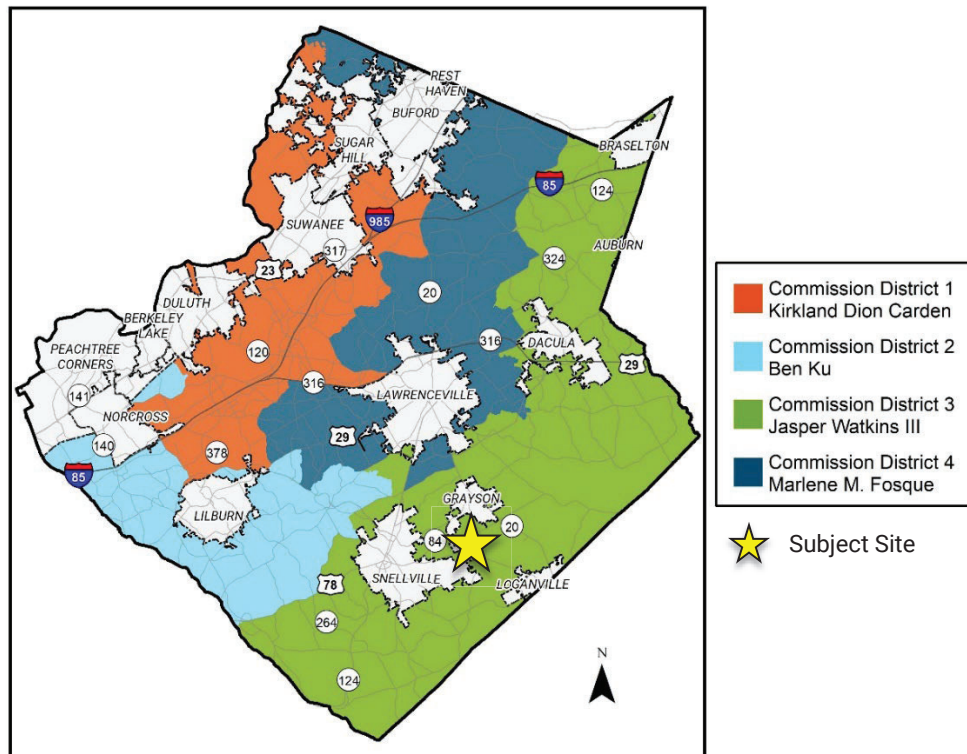 REST
HAVEN
BUFORD
SUGAR
HILL
BRASELTON
85
124
SUWANEE
985
317
AUBURN
324
23
20
DULUTH
BERKELEY
LAKE
PEACHTREE
CORNERS
120
316
DACULA
29
141
316
LAWRENCEVILLE
NORCROSS
29
140
378
85
LILBURN
GRAYSON
20
84
SNELLVILLE
LOGANVILLE
78
264
124
N
Commission District 1
Kirkland Dion Carden
Commission District 2
Ben Ku
Commission District 3
Jasper Watkins III
Commission District 4
Marlene M. Fosque
Subject Site